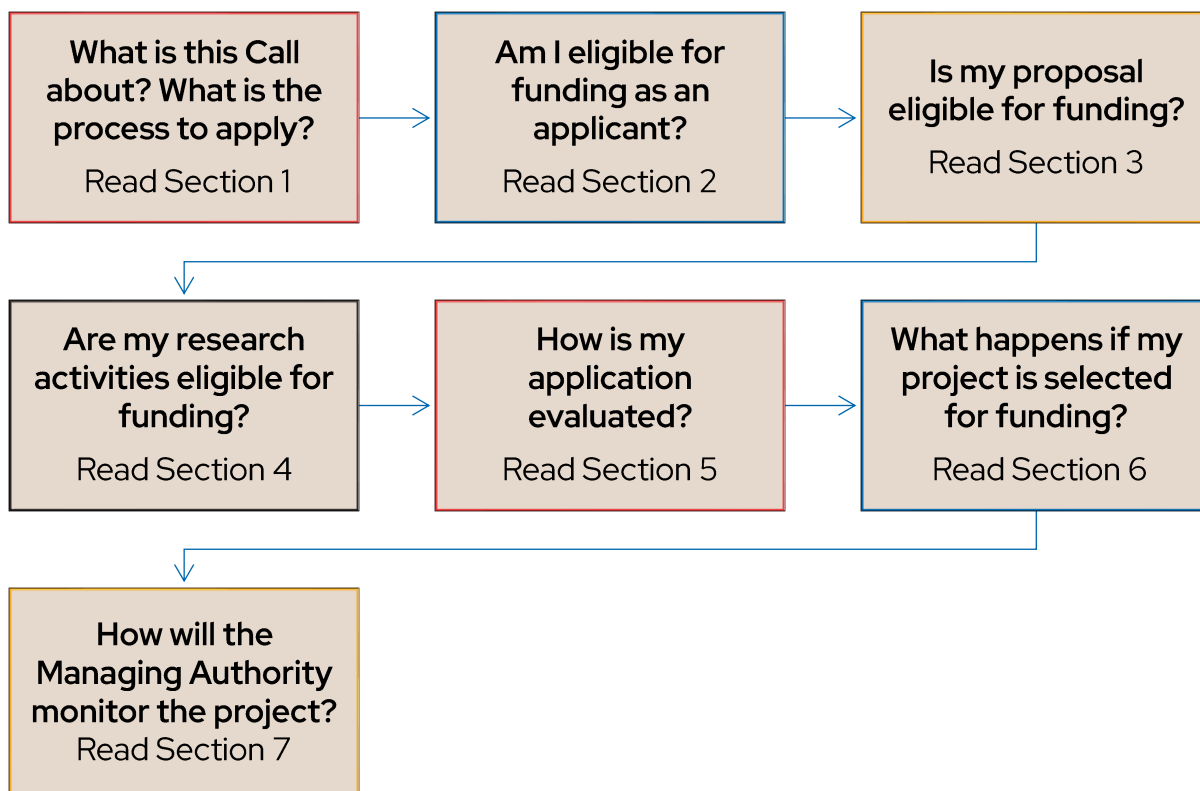 What is this Call
about? What is the
process to apply?
Read Section 1
Am I eligible for
funding as an
applicant?
Read Section 2
Is my proposal
eligible for funding?
Read Section 3
Are my research
activities eligible for
funding?
Read Section 4
How is my
application
evaluated?
Read Section 5
What happens if my
project is selected
for funding?
Read Section 6
How will the
Managing Authority
monitor the project?
Read Section 7